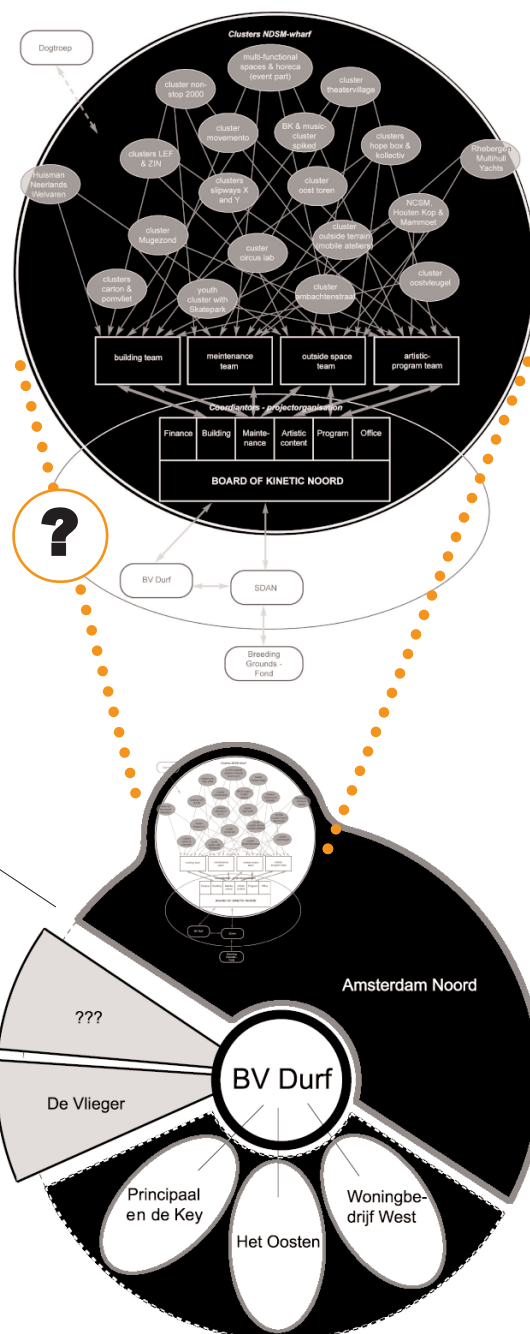 Clusters NDSM-wharf
Dogtroep
multi-functional
spaces & horeca
(event part)
cluster non-
stop 2000
cluster
theatervillage
cluster
movemento
BK & music-
cluster
spiked
clusters
hope box &
kollectiv
clusters LEF
& ZIN
Rhebergen
Multihull
Yachts
Huisman
Neerlands
Welvaren
clusters
slipways X
and Y
cluster
oost toren
NCSM,
Houten Kop &
Mammoet
cluster
Mugezond
custer
circus lab
cluster
outside terrain
(mobile ateliers)
clusters
carton &
pornvliet
youth
cluster with
Skatepark
cluster
ambachtenstraat
cluster
oostvleugel
building team
meintenance
team
outside space
team
artistic-
program team
Coordiantors - projectorganisation
Finance
Building
Mainte-
nance
Artistic
content
Program
Office
BOARD OF KINETIC NOORD
?
BV Durf
SDAN
Breeding
Grounds -
Fond
Amsterdam Noord
???
De Vlieger
BV Durf
Principaal
en de Key
Het Oosten
Woningbe-
drijf West